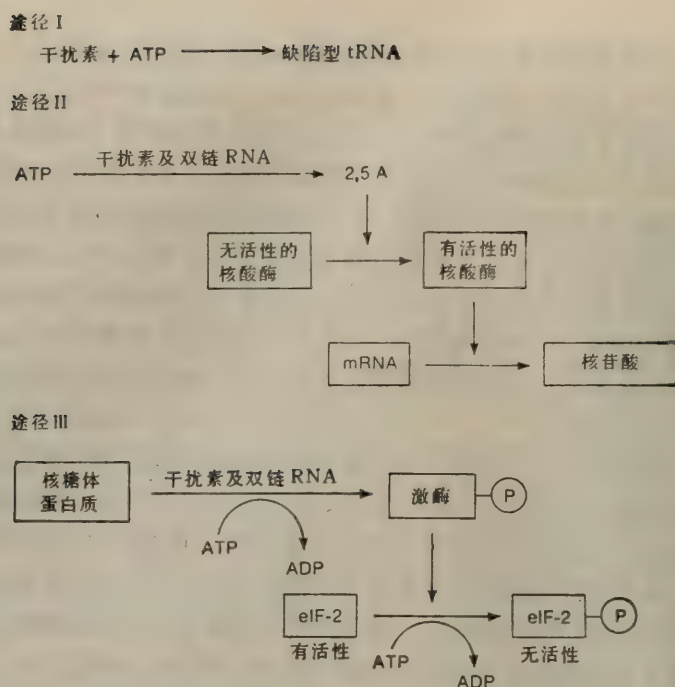 途径 I
干扰素 + ATP 缺陷型 tRNA
途径 II
ATP 干扰素及双链 RNA 2,5 A
无活性的
核酸酶
有活性的
核酸酶
mRNA 核苷酸
途径 III
核糖体
蛋白质
干扰素及双链 RNA
激酶 P
ATP
ADP
eIF-2
有活性
eIF-2 P
无活性
ATP
ADP